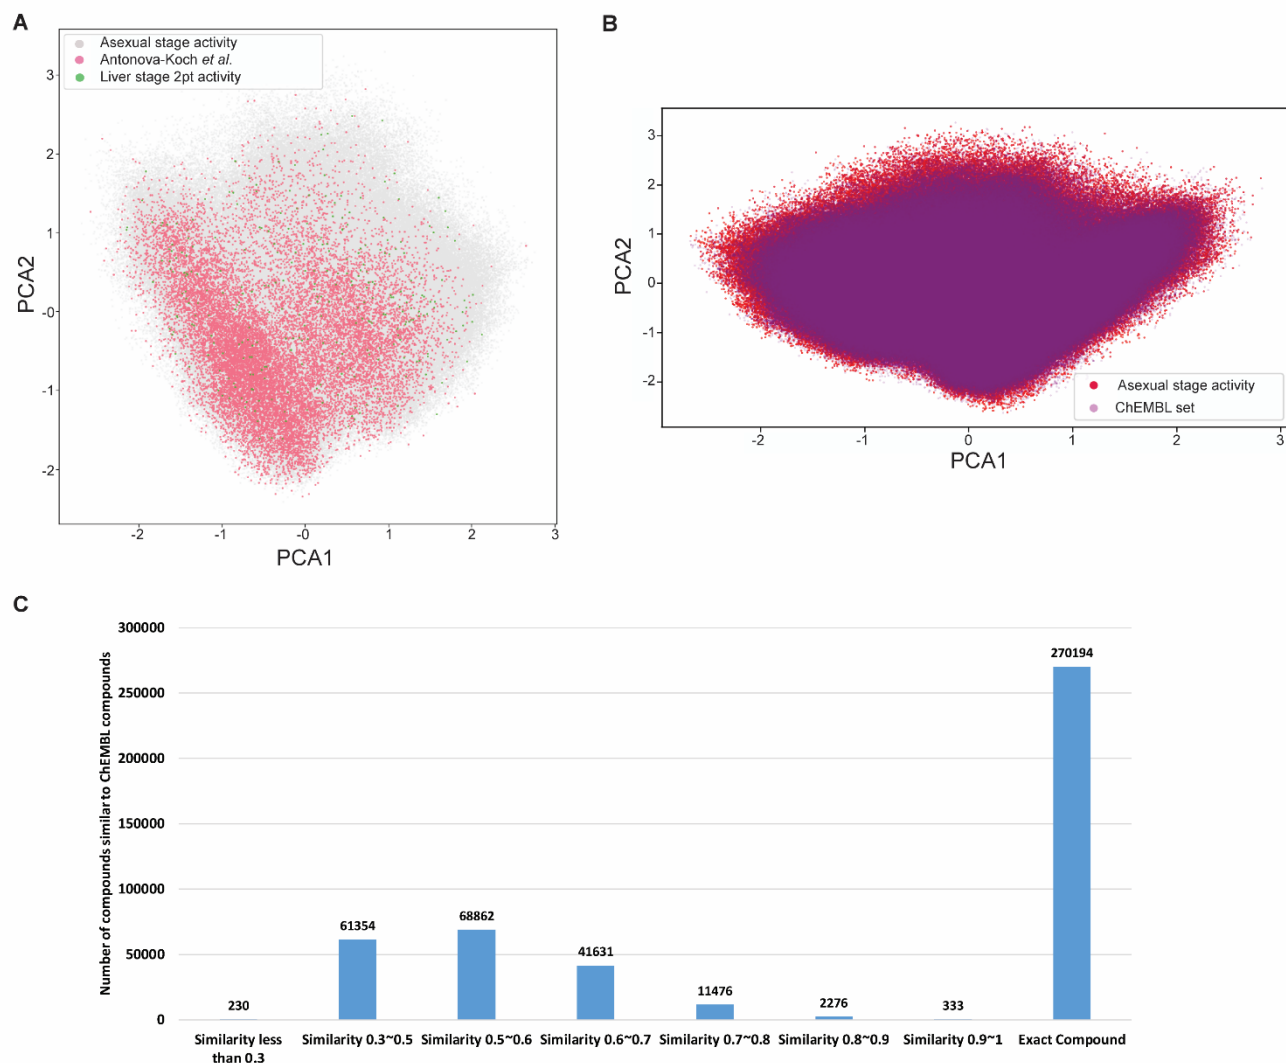 A
Asexual stage activity
Antonova-Koch et al.
Liver stage 2pt activity
3
2
1
-0
-1
-2
PCA2
-2
-1
-0
1
2
3
PCA1
B
3
2
1
0
-1
-2
PCA2
Asexual stage activity
ChEMBL set
-2
-1
0
1
2
3
PCA1
C
Number of compounds similar to ChEMBL compounds
300000
250000
200000
150000
100000
50000
0
230
61354
68862
41631
11476
2276
333
270194
Similarity less
than 0.3
Similarity 0.3~0.5
Similarity 0.5~0.6
Similarity 0.6~0.7
Similarity 0.7~0.8
Similarity 0.8~0.9
Similarity 0.9~1
Exact Compound